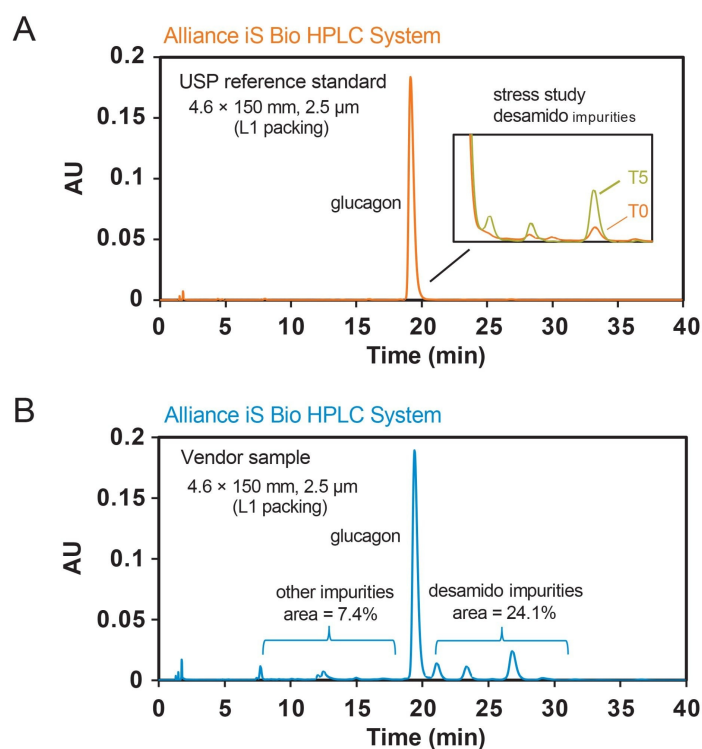 A
Alliance iS Bio HPLC System
0.2
0.15
0.1
0.05
0
AU
USP reference standard
4.6 × 150 mm, 2.5 µm
(L1 packing)
glucagon
stress study
desamido impurities
T5
T0
0 5 10 15 20 25 30 35 40
Time (min)
B
Alliance iS Bio HPLC System
0.2
0.15
0.1
0.05
0
AU
Vendor sample
4.6 × 150 mm, 2.5 µm
(L1 packing)
glucagon
other impurities
area = 7.4%
desamido impurities
area = 24.1%
0 5 10 15 20 25 30 35 40
Time (min)